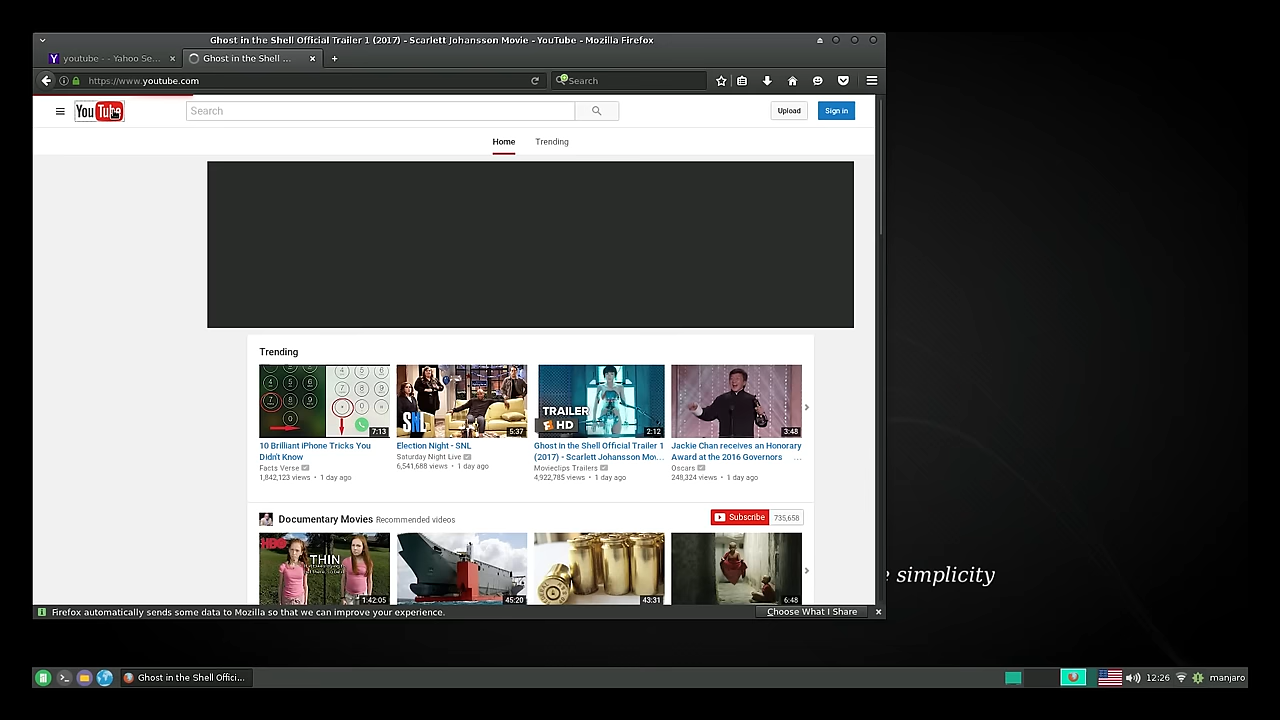 Ghost in the Shell Official Trailer 1 (2017) - Scarlett Johansson Movie - YouTube - Mozilla Firefox
youtube - - Yahoo Se...
Ghost in the Shell ...
https://www.youtube.com
Search
YouTube
Search
Upload
Sign in
Home
Trending
Trending
7:13
SNL
5:37
TRAILER
HD
2:12
3:48
10 Brilliant iPhone Tricks You
Didn't Know
Facts Verse
1,842,123 views • 1 day ago
Election Night - SNL
Saturday Night Live
6,541,688 views • 1 day ago
Ghost in the Shell Official Trailer 1
(2017) - Scarlett Johansson Mov...
Movieclips Trailers
4,922,785 views • 1 day ago
Jackie Chan receives an Honorary
Award at the 2016 Governors ...
Oscars
248,324 views • 1 day ago
Documentary Movies Recommended videos
Subscribe 735,658
HBO
THIN
1:42:05
45:20
43:31
6:48
e simplicity
Firefox automatically sends some data to Mozilla so that we can improve your experience.
Choose What I Share
Ghost in the Shell Offici...
12:26
manjaro